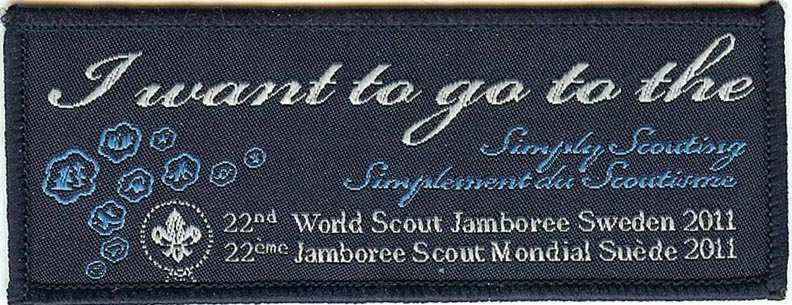 I want to go to the
Simply Scouting
Simplement du Scoutisme
22nd World Scout Jamboree Sweden 2011
22ème Jamboree Scout Mondial Suède 2011